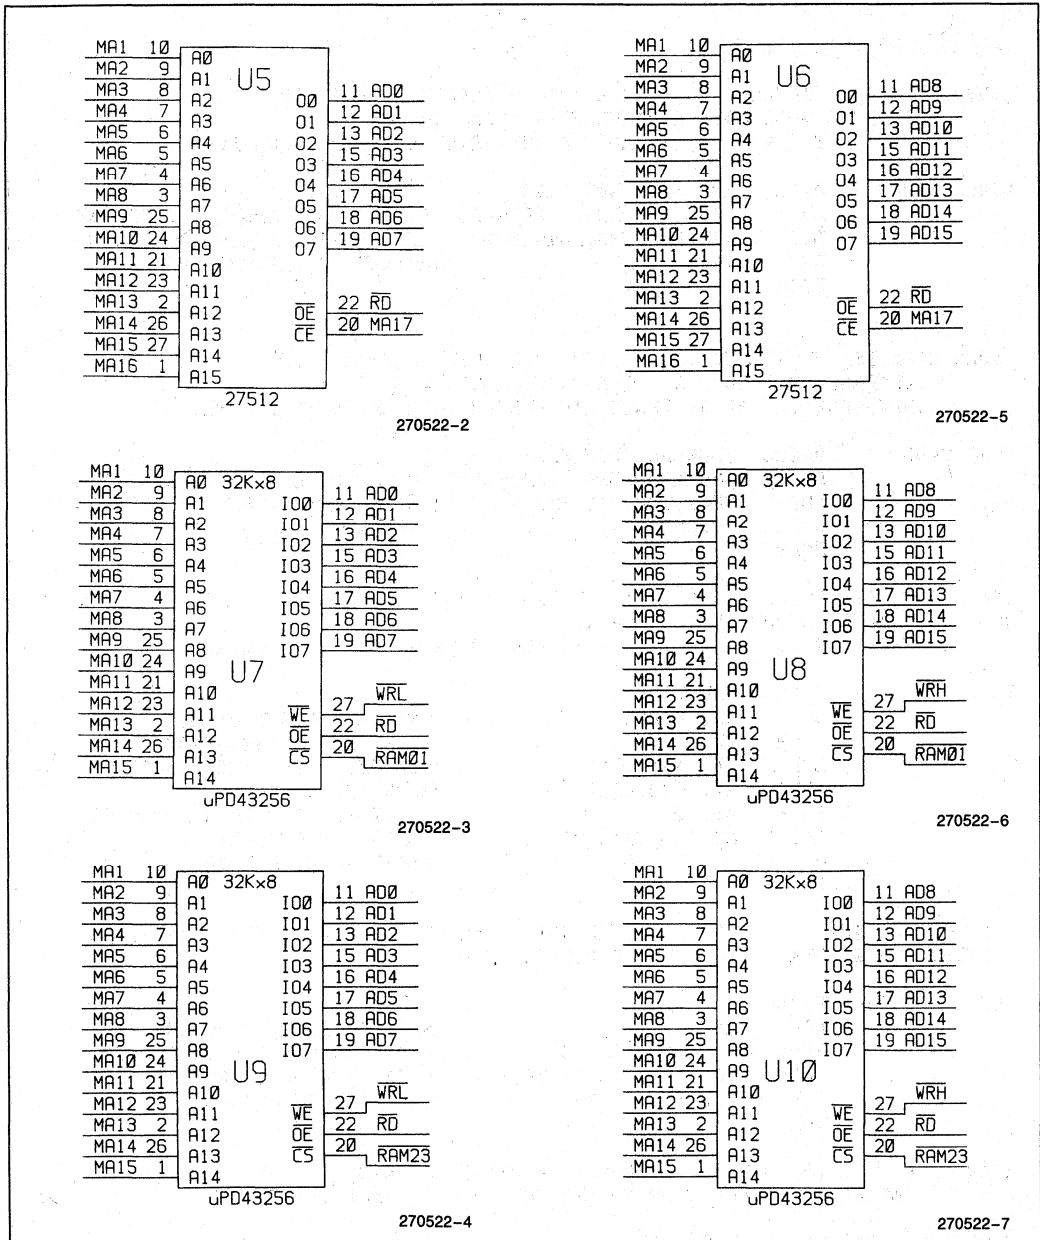 MA1 10 A0
MA2 9 A1
MA3 8 A2
MA4 7 A3
MA5 6 A4
MA6 5 A5
MA7 4 A6
MA8 3 A7
MA9 25 A8
MA10 24 A9
MA11 21 A10
MA12 23 A11
MA13 2 A12
MA14 26 A13
MA15 27 A14
MA16 1 A15
U5
O0 11 AD0
O1 12 AD1
O2 13 AD2
O3 15 AD3
O4 16 AD4
O5 17 AD5
O6 18 AD6
O7 19 AD7
OE 22 RD
CE 20 MA17
27512
270522-2
MA1 10 A0
MA2 9 A1
MA3 8 A2
MA4 7 A3
MA5 6 A4
MA6 5 A5
MA7 4 A6
MA8 3 A7
MA9 25 A8
MA10 24 A9
MA11 21 A10
MA12 23 A11
MA13 2 A12
MA14 26 A13
MA15 27 A14
MA16 1 A15
U6
O0 11 AD8
O1 12 AD9
O2 13 AD10
O3 15 AD11
O4 16 AD12
O5 17 AD13
O6 18 AD14
O7 19 AD15
OE 22 RD
CE 20 MA17
27512
270522-5
MA1 10 A0
MA2 9 A1
MA3 8 A2
MA4 7 A3
MA5 6 A4
MA6 5 A5
MA7 4 A6
MA8 3 A7
MA9 25 A8
MA10 24 A9
MA11 21 A10
MA12 23 A11
MA13 2 A12
MA14 26 A13
MA15 1 A14
32Kx8
U7
IO0 11 AD0
IO1 12 AD1
IO2 13 AD2
IO3 15 AD3
IO4 16 AD4
IO5 17 AD5
IO6 18 AD6
IO7 19 AD7
WE 27 WRL
OE 22 RD
CS 20 RAM01
uPD43256
270522-3
MA1 10 A0
MA2 9 A1
MA3 8 A2
MA4 7 A3
MA5 6 A4
MA6 5 A5
MA7 4 A6
MA8 3 A7
MA9 25 A8
MA10 24 A9
MA11 21 A10
MA12 23 A11
MA13 2 A12
MA14 26 A13
MA15 1 A14
32Kx8
U8
IO0 11 AD8
IO1 12 AD9
IO2 13 AD10
IO3 15 AD11
IO4 16 AD12
IO5 17 AD13
IO6 18 AD14
IO7 19 AD15
WE 27 WRH
OE 22 RD
CS 20 RAM01
uPD43256
270522-6
MA1 10 A0
MA2 9 A1
MA3 8 A2
MA4 7 A3
MA5 6 A4
MA6 5 A5
MA7 4 A6
MA8 3 A7
MA9 25 A8
MA10 24 A9
MA11 21 A10
MA12 23 A11
MA13 2 A12
MA14 26 A13
MA15 1 A14
32Kx8
U9
IO0 11 AD0
IO1 12 AD1
IO2 13 AD2
IO3 15 AD3
IO4 16 AD4
IO5 17 AD5
IO6 18 AD6
IO7 19 AD7
WE 27 WRL
OE 22 RD
CS 20 RAM23
uPD43256
270522-4
MA1 10 A0
MA2 9 A1
MA3 8 A2
MA4 7 A3
MA5 6 A4
MA6 5 A5
MA7 4 A6
MA8 3 A7
MA9 25 A8
MA10 24 A9
MA11 21 A10
MA12 23 A11
MA13 2 A12
MA14 26 A13
MA15 1 A14
32Kx8
U10
IO0 11 AD8
IO1 12 AD9
IO2 13 AD10
IO3 15 AD11
IO4 16 AD12
IO5 17 AD13
IO6 18 AD14
IO7 19 AD15
WE 27 WRH
OE 22 RD
CS 20 RAM23
uPD43256
270522-7